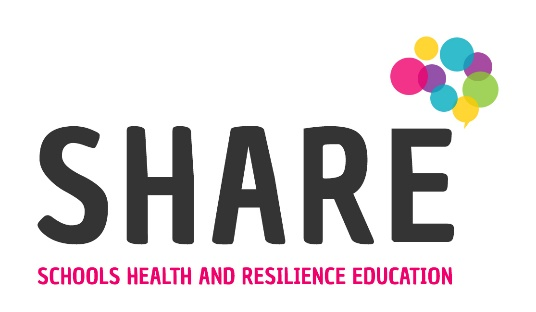 SHARE
SCHOOLS HEALTH AND RESILIENCE EDUCATION